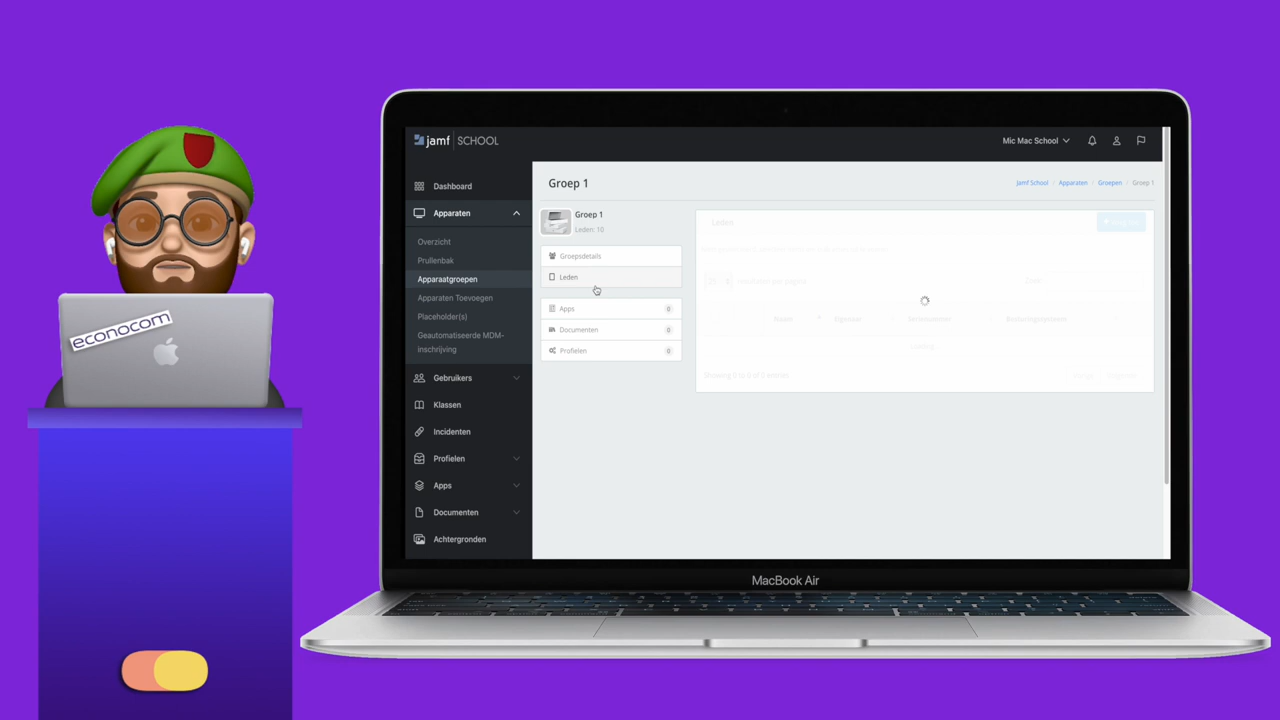 econocom
jamf SCHOOL
Mic Mac School
Dashboard
Apparaten
Overzicht
Prullenbak
Apparaatgroepen
Apparaten Toevoegen
Placeholder(s)
Geautomatiseerde MDM-
inschrijving
Gebruikers
Klassen
Incidenten
Profielen
Apps
Documenten
Achtergronden
Groep 1
Jamf School / Apparaten / Groepen / Groep 1
Groep 1
Leden: 10
Groepsdetails
Leden
Apps 0
Documenten 0
Profielen 0
Leden
Loading
MacBook Air